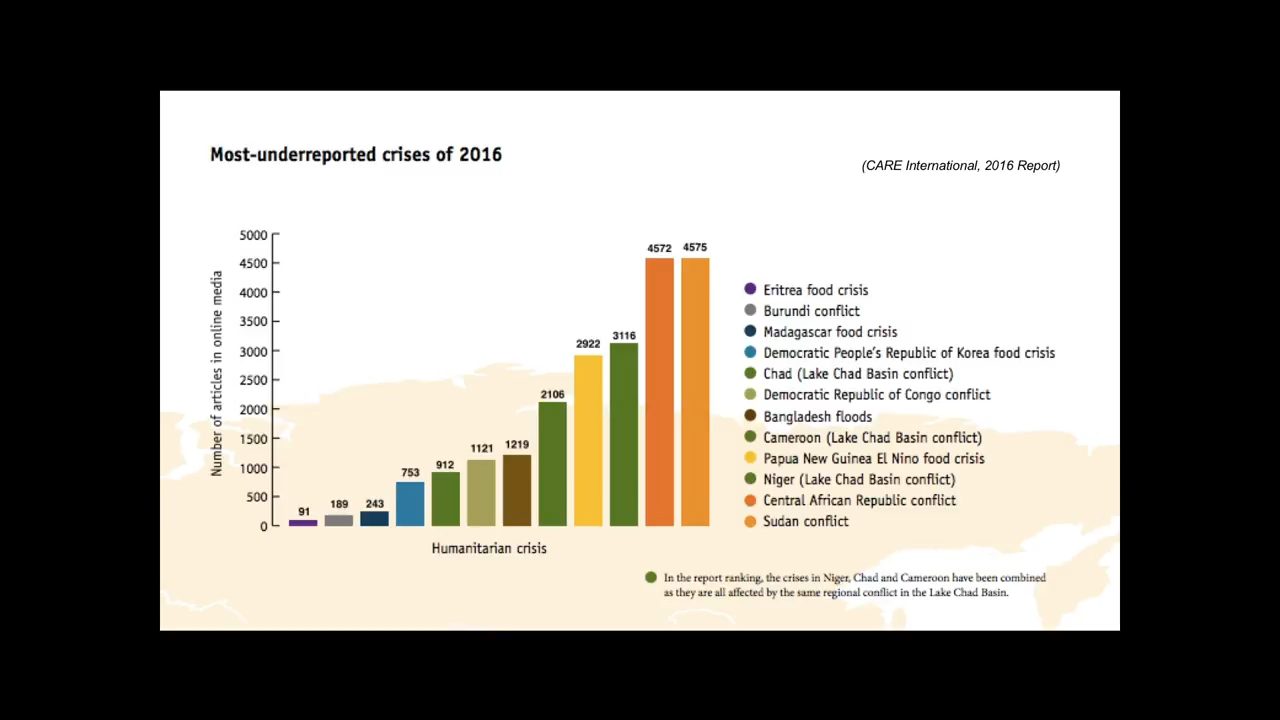 Most-underreported crises of 2016
(CARE International, 2016 Report)
Number of articles in online media
5000
4500
4000
3500
3000
2500
2000
1500
1000
500
0
91
189
243
753
912
1121
1219
2106
2922
3116
4572
4575
Humanitarian crisis
Eritrea food crisis
Burundi conflict
Madagascar food crisis
Democratic People's Republic of Korea food crisis
Chad (Lake Chad Basin conflict)
Democratic Republic of Congo conflict
Bangladesh floods
Cameroon (Lake Chad Basin conflict)
Papua New Guinea El Nino food crisis
Niger (Lake Chad Basin conflict)
Central African Republic conflict
Sudan conflict
In the report ranking, the crises in Niger, Chad and Cameroon have been combined
as they are all affected by the same regional conflict in the Lake Chad Basin.